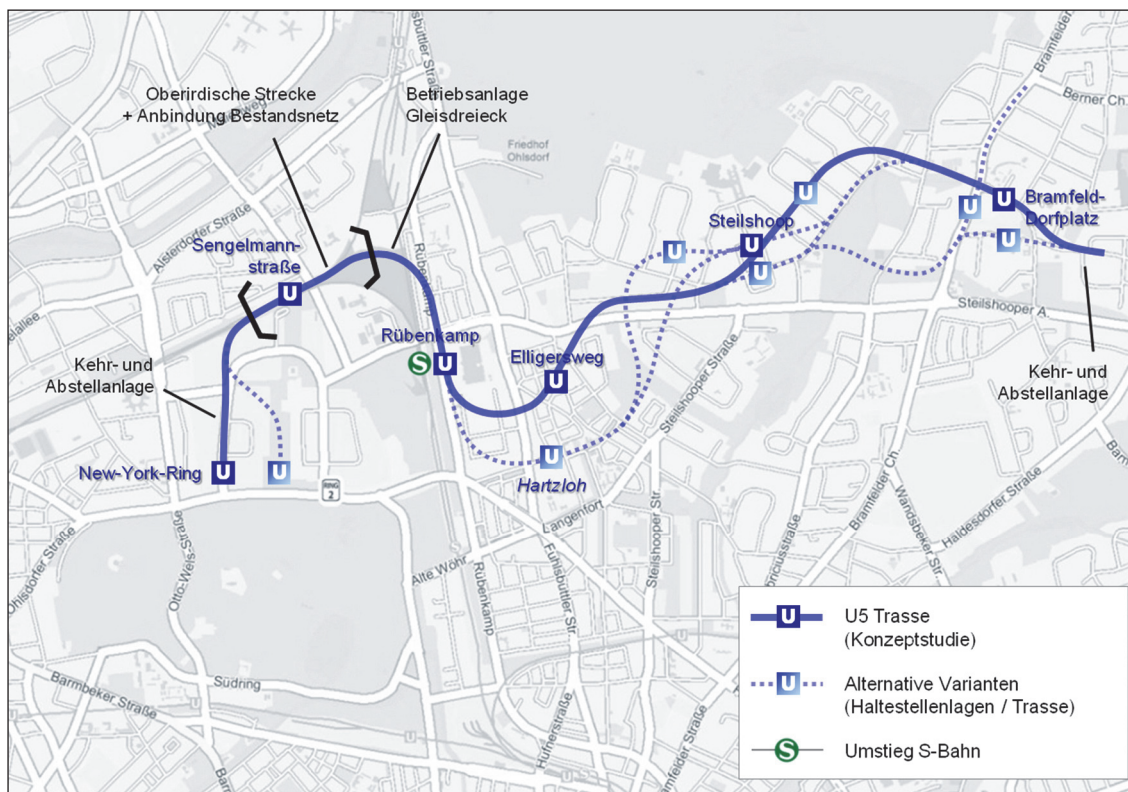 Oberirdische Strecke
+ Anbindung Bestandsnetz
Betriebsanlage
Gleisdreieck
Friedhof
Ohlsdorf
Bramfelder
Berner Ch.
Alsterdorfer Straße
Sengelmann-
straße
U
Rübenkamp
Steilshoop
U
U
U
U
U
U
U
Bramfeld-
Dorfplatz
Steilshooper A
Kehr- und
Abstellanlage
Rübenkamp
S
U
Elligersweg
U
Steilshooper Straße
Kehr- und
Abstellanlage
New-York-Ring
U
U
RING
2
U
Hartzloh
Langenfort
Bramfelder Ch.
Wandsbeker Str.
Haldesdorfer Straße
Ohlsdorfer Straße
Otto-Wels-Straße
Alte Wöhr
Rübenkamp
Fuhlsbüttler Str.
Steilshooper Str.
Südring
Barmbeker Straße
Hufnerstraße
U
U5 Trasse
(Konzeptstudie)
U
Alternative Varianten
(Haltestellenlagen / Trasse)
S
Umstieg S-Bahn